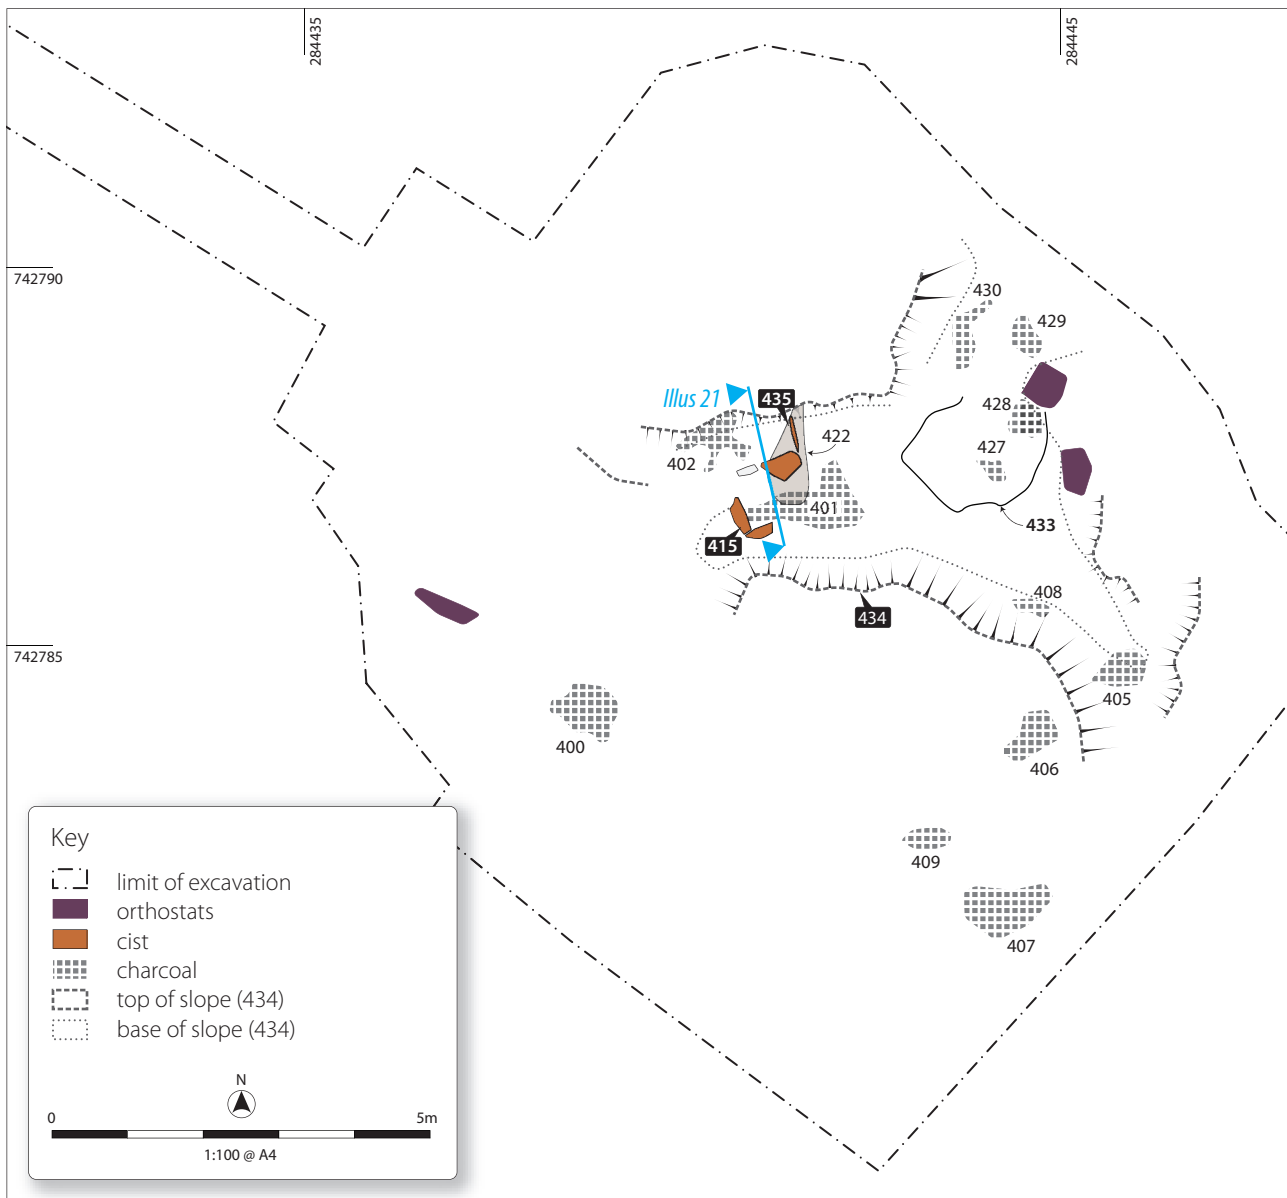 284435
284445
742790
430
429
Illus 21
435
428
422
402
427
401
433
415
408
434
742785
405
400
406
409
407
Key
limit of excavation
orthostats
cist
charcoal
top of slope (434)
base of slope (434)
N
0 5m
1:100 @ A4